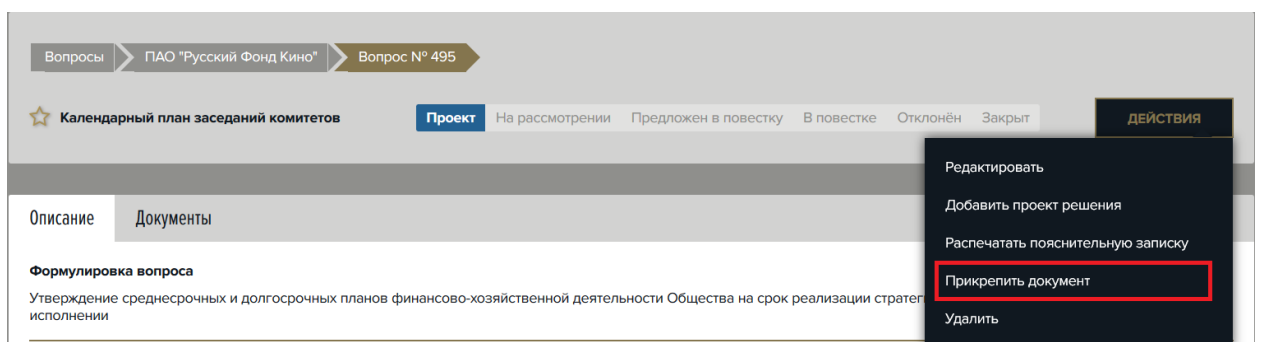 Вопросы ПАО "Русский Фонд Кино" Вопрос № 495
Календарный план заседаний комитетов Проект На рассмотрении Предложен в повестку В повестке Отклонён Закрыт ДЕЙСТВИЯ
Редактировать
Добавить проект решения
Распечатать пояснительную записку
Прикрепить документ
Удалить
Описание Документы
Формулировка вопроса
Утверждение среднесрочных и долгосрочных планов финансово-хозяйственной деятельности Общества на срок реализации стратег
исполнении